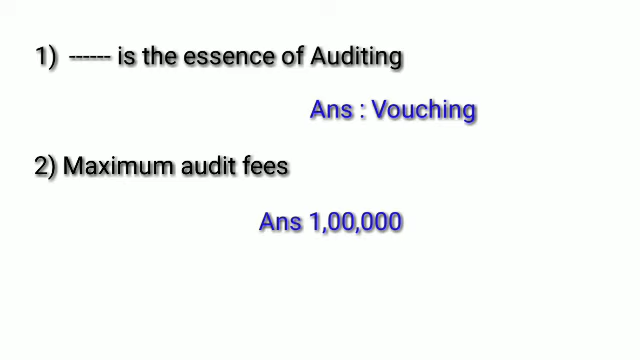 1) ------ is the essence of Auditing
Ans : Vouching
2) Maximum audit fees
Ans 1,00,000